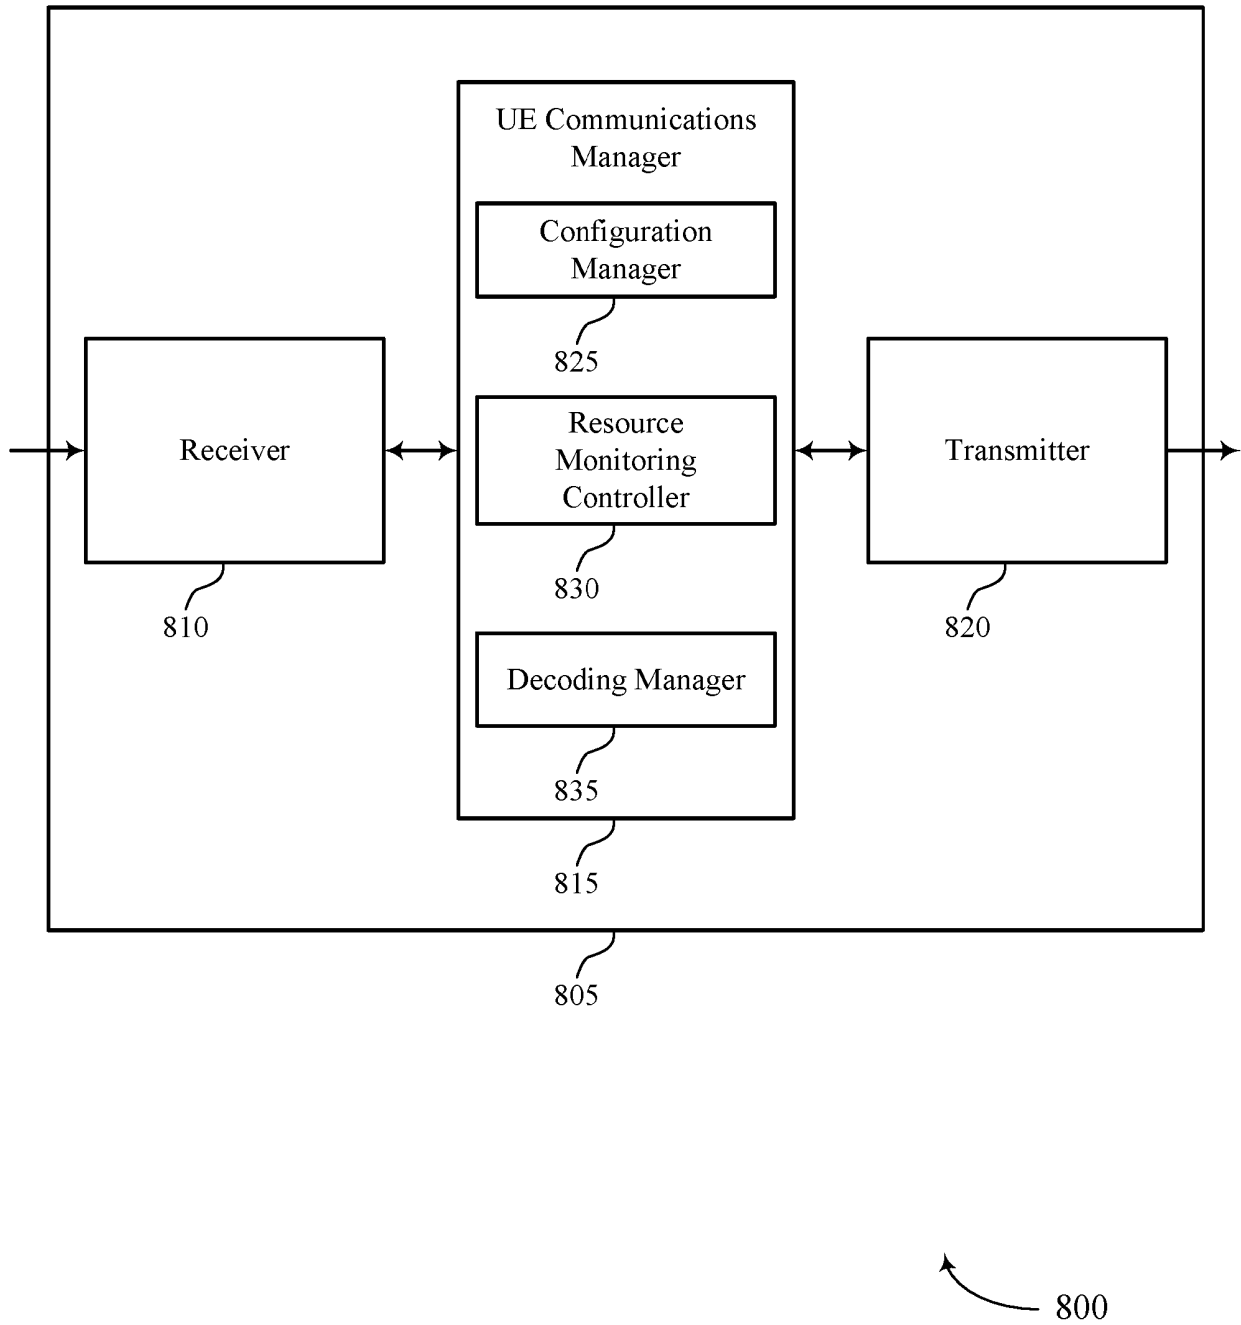 UE Communications
Manager
Configuration
Manager
825
Receiver
810
Resource
Monitoring
Controller
830
Transmitter
820
Decoding Manager
835
815
805
800